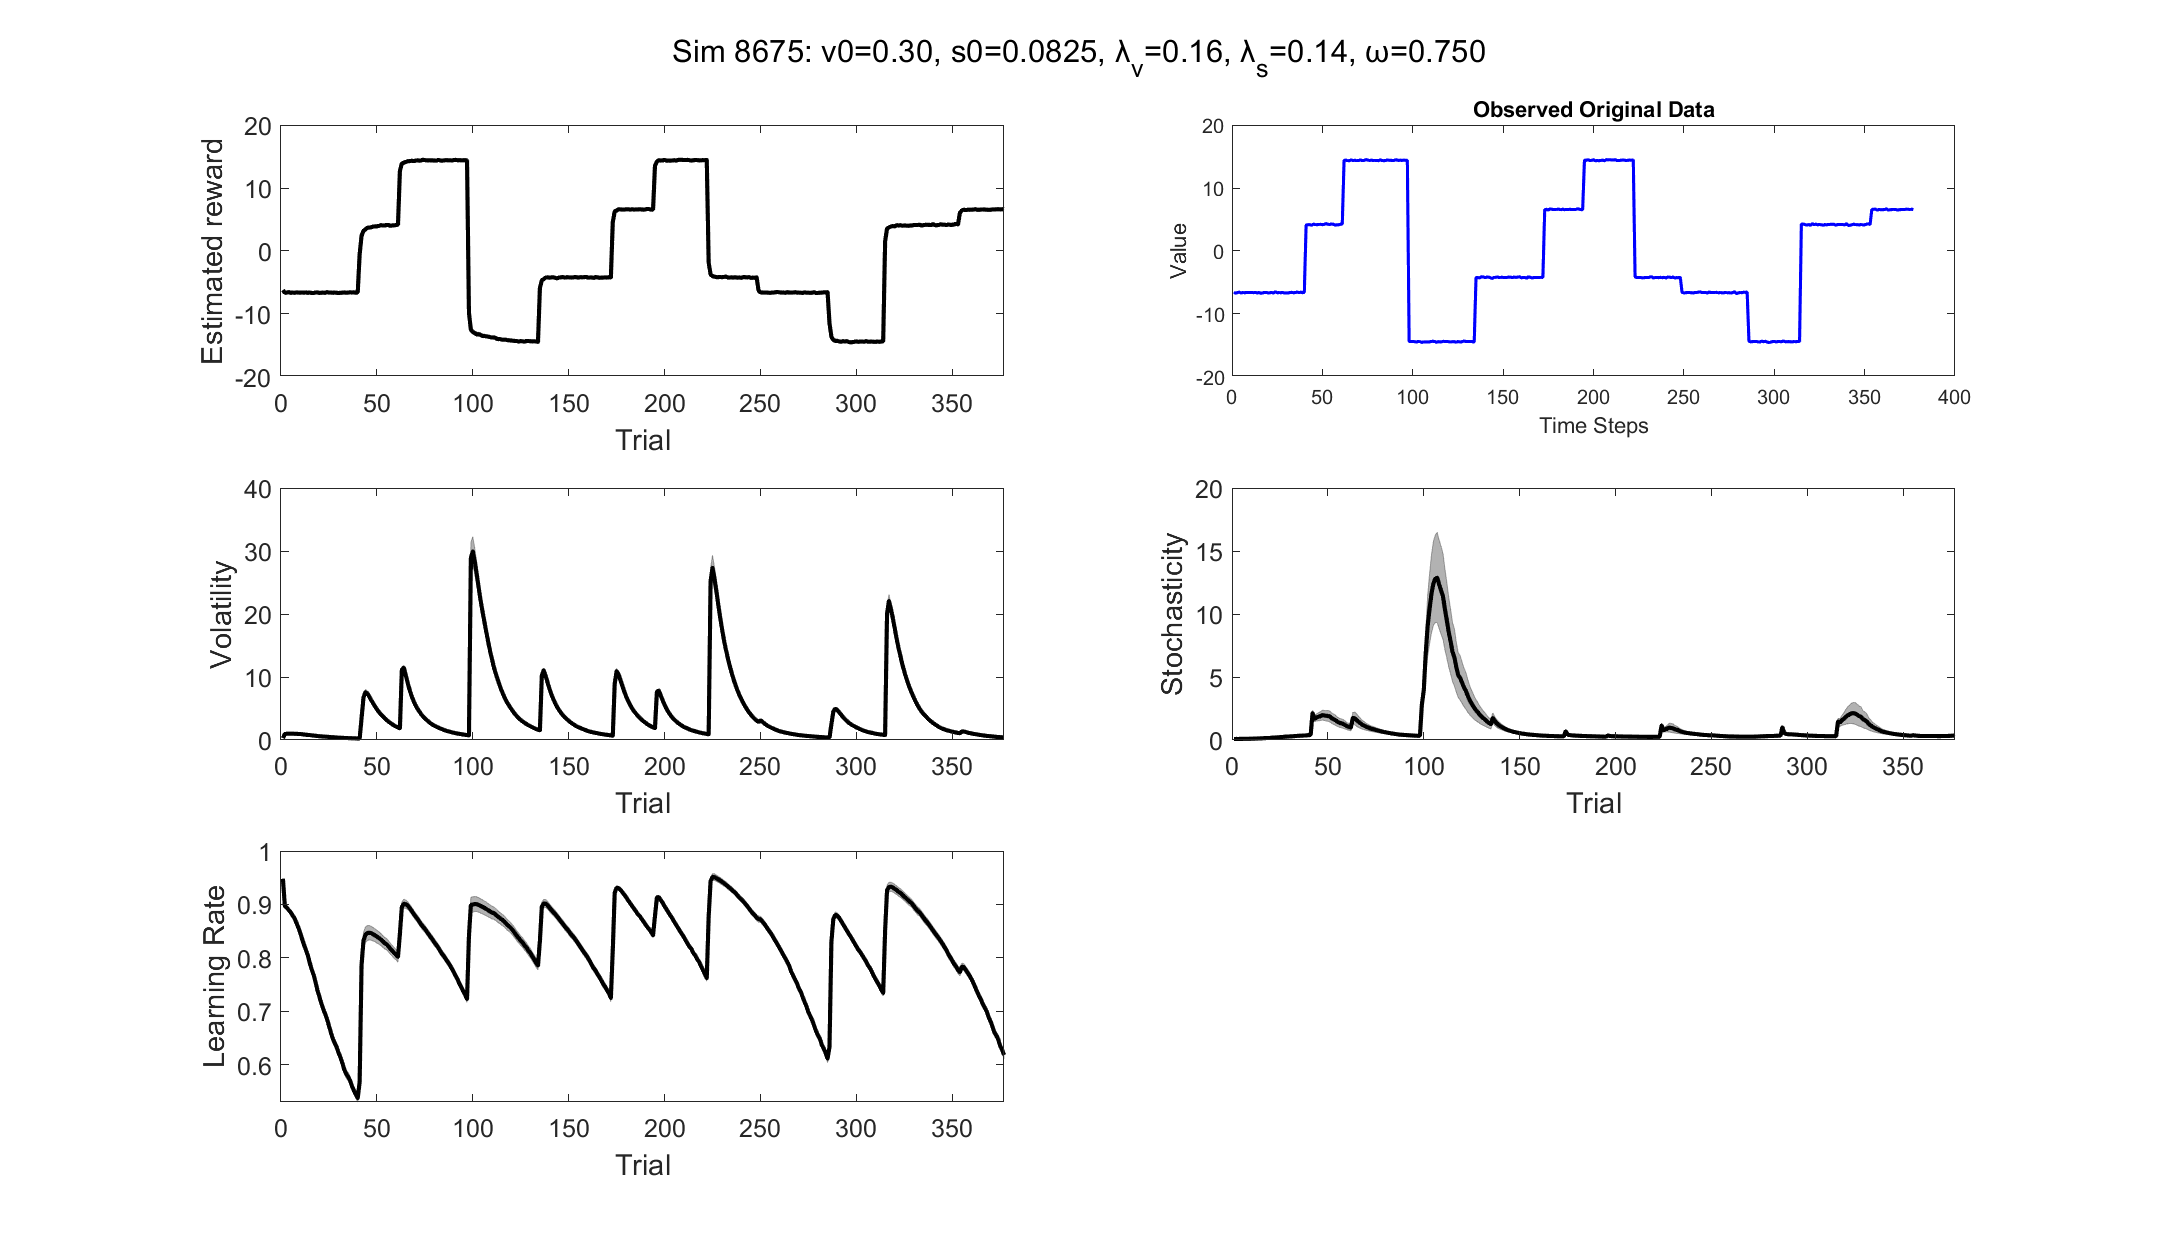 Sim 8675: v0=0.30, s0=0.0825, λ_v=0.16, λ_s=0.14, ω=0.750
Estimated reward
20
10
0
-10
-20
0 50 100 150 200 250 300 350
Trial
Observed Original Data
Value
20
10
0
-10
-20
0 50 100 150 200 250 300 350 400
Time Steps
Volatility
40
30
20
10
0
0 50 100 150 200 250 300 350
Trial
Stochasticity
20
15
10
5
0
0 50 100 150 200 250 300 350
Trial
Learning Rate
1
0.9
0.8
0.7
0.6
0 50 100 150 200 250 300 350
Trial